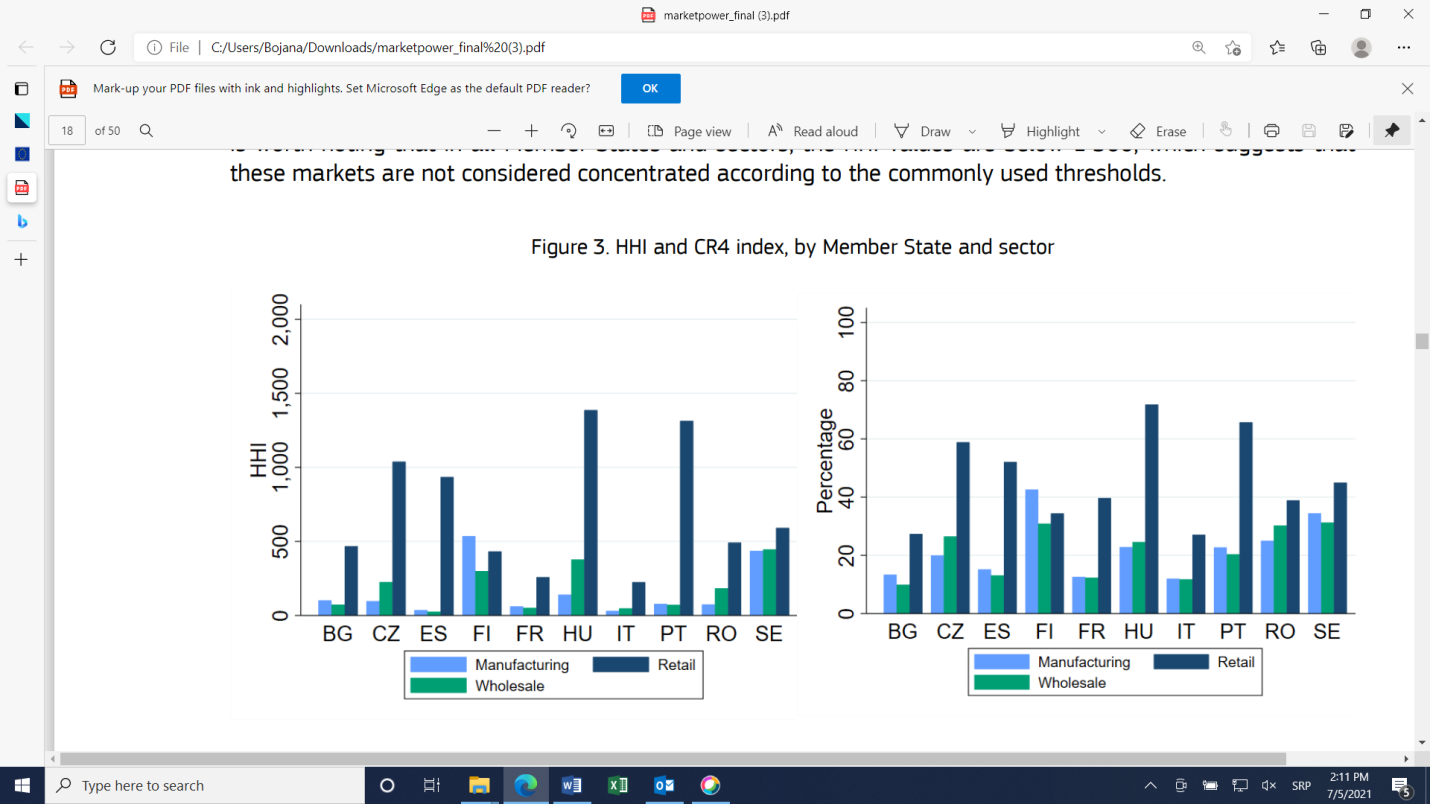 marketpower_final (3).pdf
File | C:/Users/Bojana/Downloads/marketpower_final%20(3).pdf
Mark-up your PDF files with ink and highlights. Set Microsoft Edge as the default PDF reader?
OK
18 of 50
Page view
Read aloud
Draw
Highlight
Erase
these markets are not considered concentrated according to the commonly used thresholds.
Figure 3. HHI and CR4 index, by Member State and sector
HHI
2,000
1,500
1,000
500
0
BG CZ ES FI FR HU IT PT RO SE
Manufacturing
Retail
Wholesale
Percentage
100
80
60
40
20
0
BG CZ ES FI FR HU IT PT RO SE
Manufacturing
Retail
Wholesale
Type here to search
SRP
2:11 PM
7/5/2021
5